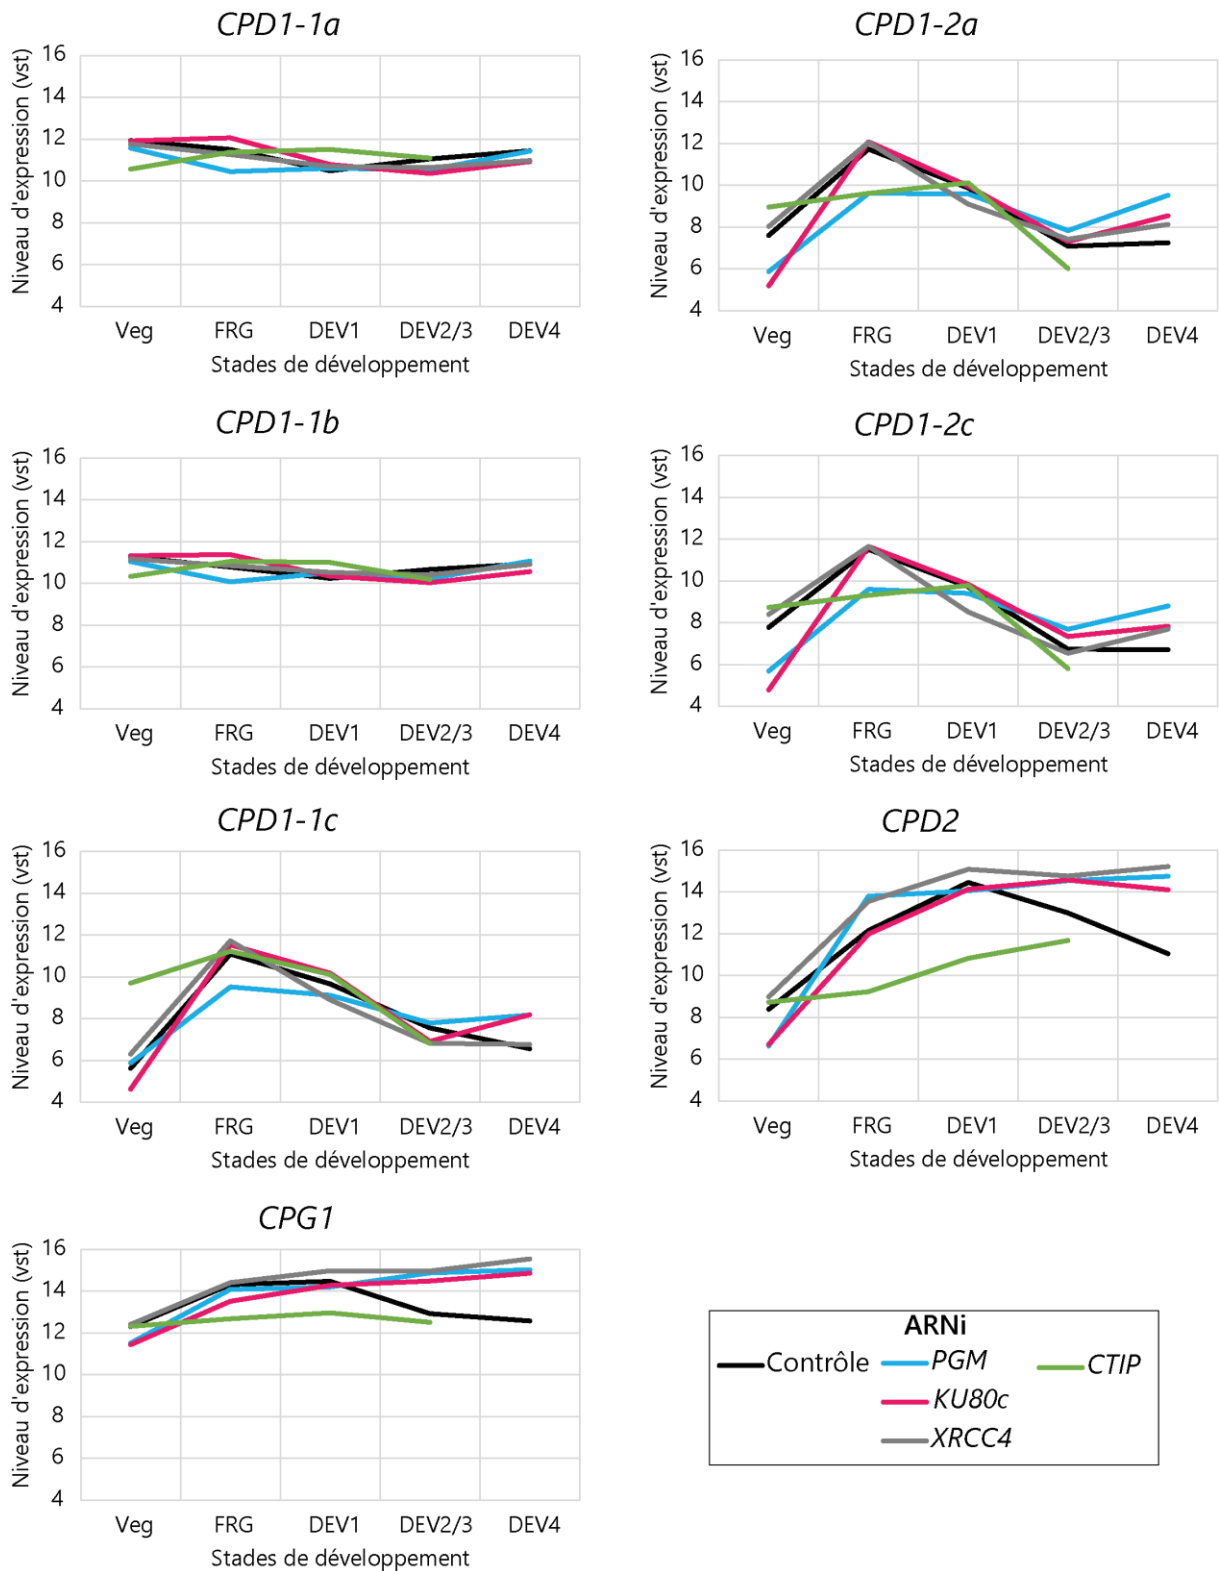 CPD1-1a
Niveau d'expression (vst)
16
14
12
10
8
6
4
Veg FRG DEV1 DEV2/3 DEV4
Stades de développement
CPD1-2a
Niveau d'expression (vst)
16
14
12
10
8
6
4
Veg FRG DEV1 DEV2/3 DEV4
Stades de développement
CPD1-1b
Niveau d'expression (vst)
16
14
12
10
8
6
4
Veg FRG DEV1 DEV2/3 DEV4
Stades de développement
CPD1-2c
Niveau d'expression (vst)
16
14
12
10
8
6
4
Veg FRG DEV1 DEV2/3 DEV4
Stades de développement
CPD1-1c
Niveau d'expression (vst)
16
14
12
10
8
6
4
Veg FRG DEV1 DEV2/3 DEV4
Stades de développement
CPD2
Niveau d'expression (vst)
16
14
12
10
8
6
4
Veg FRG DEV1 DEV2/3 DEV4
Stades de développement
CPG1
Niveau d'expression (vst)
16
14
12
10
8
6
4
Veg FRG DEV1 DEV2/3 DEV4
Stades de développement
ARNi
Contrôle PGM CTIP
KU80c
XRCC4